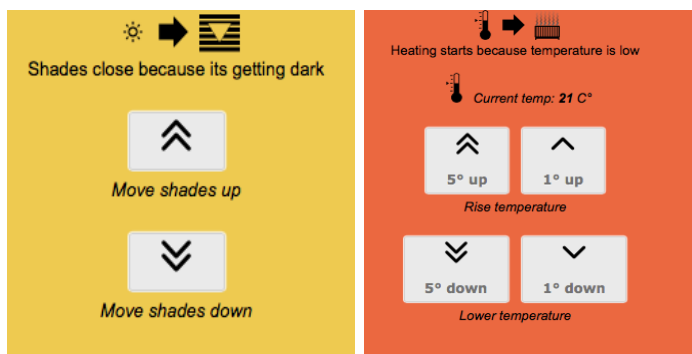 Shades close because its getting dark
Move shades up
Move shades down
Heating starts because temperature is low
Current temp: 21 C°
5° up
1° up
Rise temperature
5° down
1° down
Lower temperature